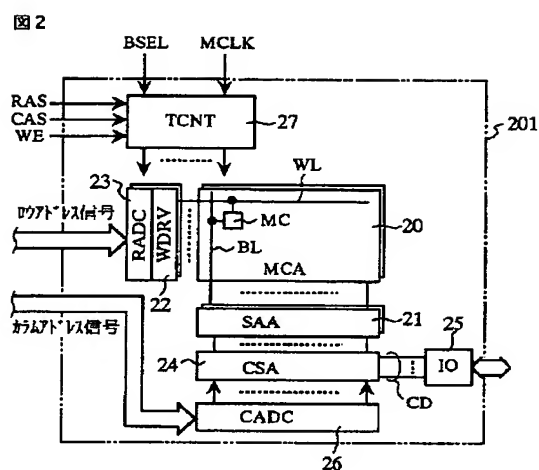 図2
BSEL MCLK
RAS
CAS
WE
TCNT
27
201
23
RADC
WDRV
22
WL
MC
BL
20
MCA
ロウアドレス信号
カラムアドレス信号
SAA
21
24
CSA
25
IO
CD
CADC
26